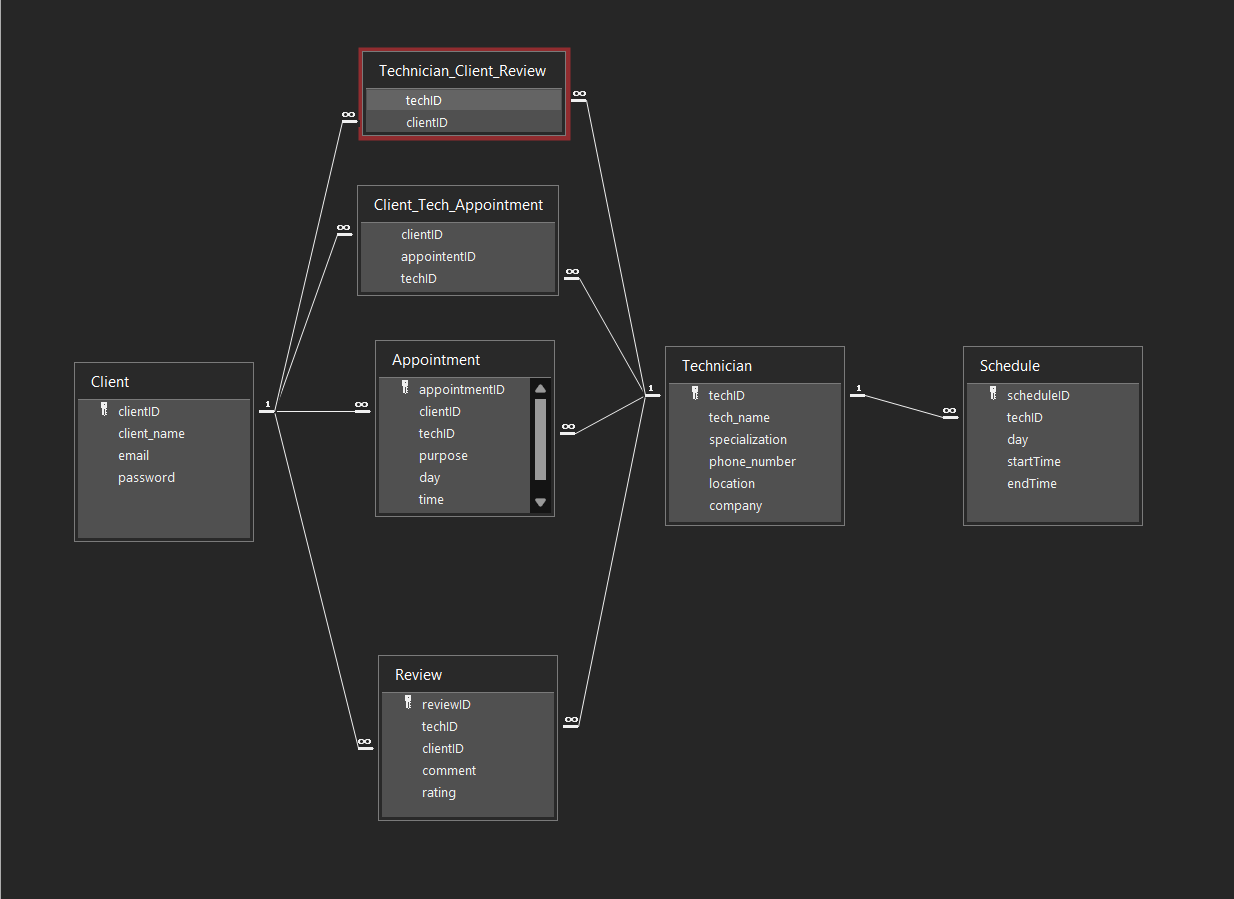 Technician_Client_Review
techID
clientID
Client_Tech_Appointment
clientID
appointentID
techID
Client
clientID
client_name
email
password
Appointment
appointmentID
clientID
techID
purpose
day
time
Technician
techID
tech_name
specialization
phone_number
location
company
Schedule
scheduleID
techID
day
startTime
endTime
Review
reviewID
techID
clientID
comment
rating
∞
∞
∞
∞
1
∞
∞
1
1
∞
∞
∞